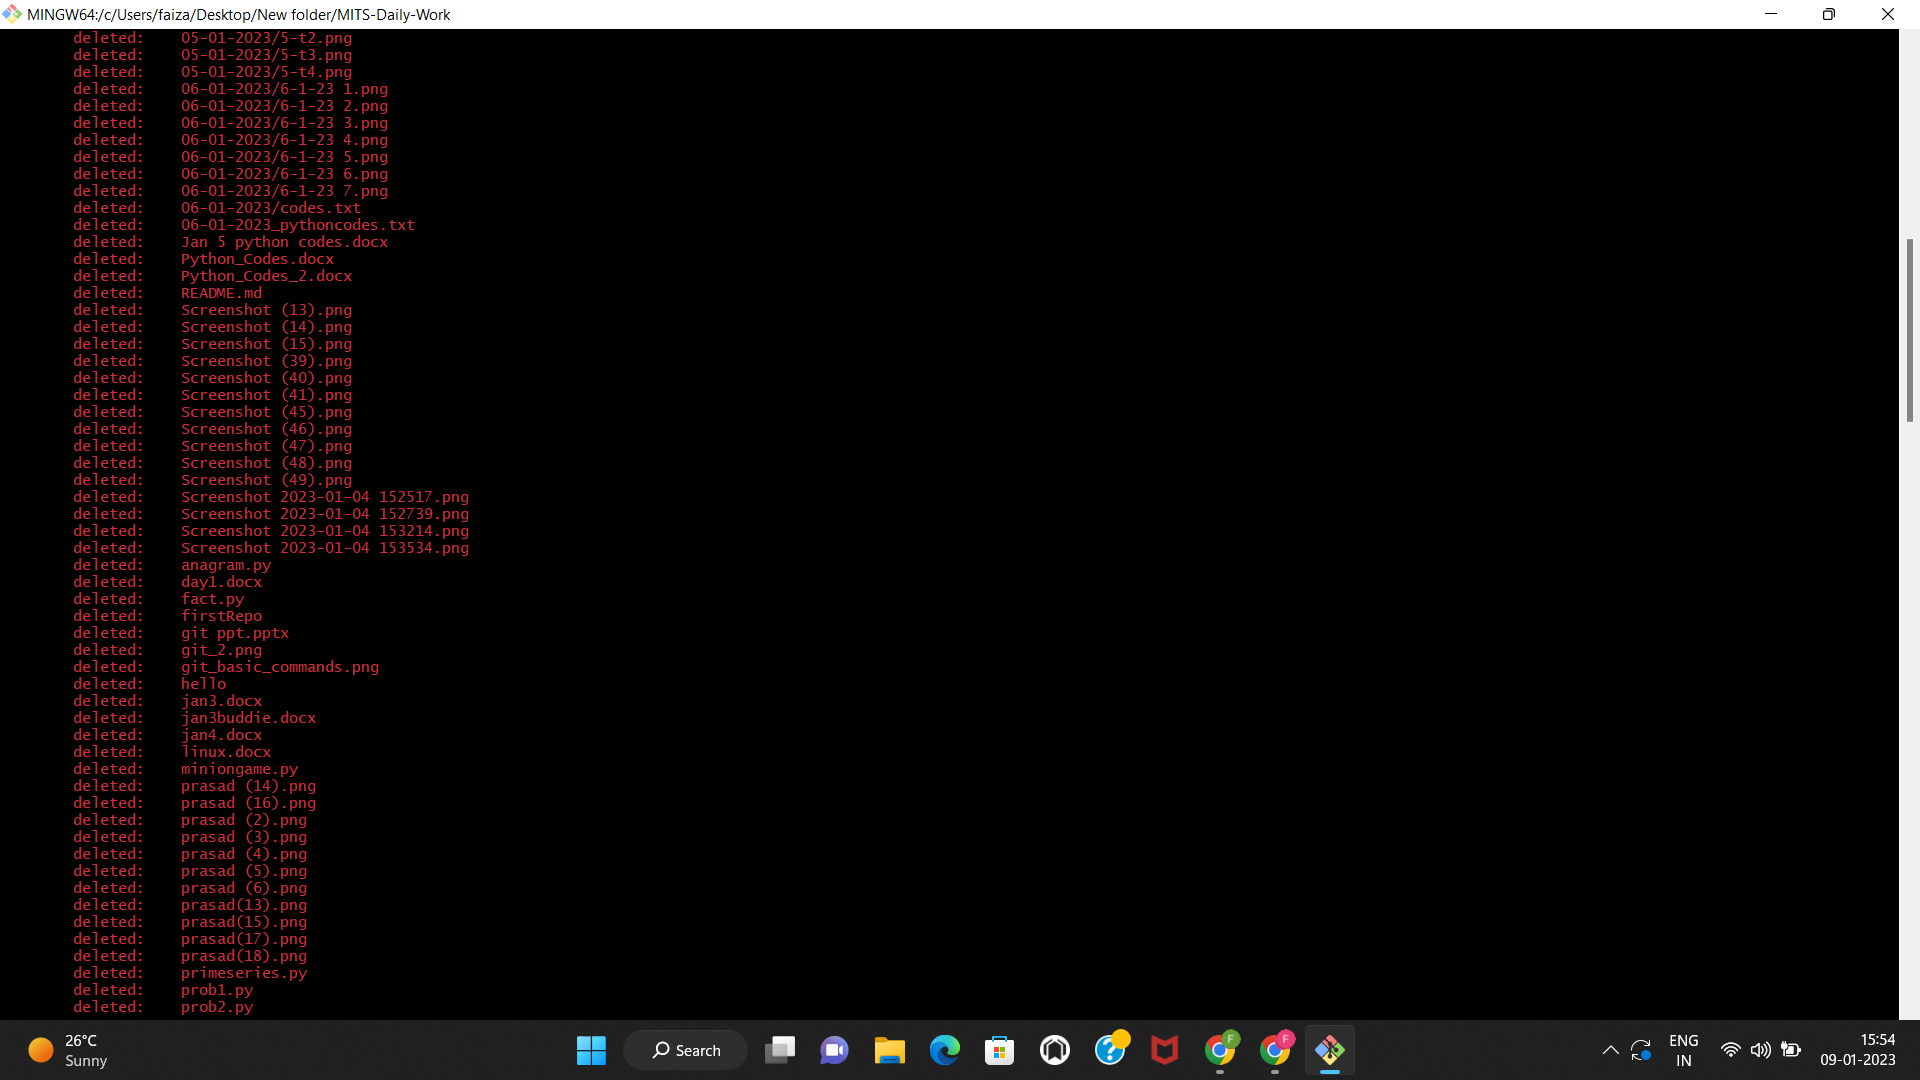 MINGW64:/c/Users/faiza/Desktop/New folder/MITS-Daily-Work
deleted: 05-01-2023/5-t2.png
deleted: 05-01-2023/5-t3.png
deleted: 05-01-2023/5-t4.png
deleted: 06-01-2023/6-1-23 1.png
deleted: 06-01-2023/6-1-23 2.png
deleted: 06-01-2023/6-1-23 3.png
deleted: 06-01-2023/6-1-23 4.png
deleted: 06-01-2023/6-1-23 5.png
deleted: 06-01-2023/6-1-23 6.png
deleted: 06-01-2023/6-1-23 7.png
deleted: 06-01-2023/codes.txt
deleted: 06-01-2023_pythoncodes.txt
deleted: Jan 5 python codes.docx
deleted: Python_Codes.docx
deleted: Python_Codes_2.docx
deleted: README.md
deleted: Screenshot (13).png
deleted: Screenshot (14).png
deleted: Screenshot (15).png
deleted: Screenshot (39).png
deleted: Screenshot (40).png
deleted: Screenshot (41).png
deleted: Screenshot (45).png
deleted: Screenshot (46).png
deleted: Screenshot (47).png
deleted: Screenshot (48).png
deleted: Screenshot (49).png
deleted: Screenshot 2023-01-04 152517.png
deleted: Screenshot 2023-01-04 152739.png
deleted: Screenshot 2023-01-04 153214.png
deleted: Screenshot 2023-01-04 153534.png
deleted: anagram.py
deleted: day1.docx
deleted: fact.py
deleted: firstRepo
deleted: git ppt.pptx
deleted: git_2.png
deleted: git_basic_commands.png
deleted: hello
deleted: jan3.docx
deleted: jan3buddie.docx
deleted: jan4.docx
deleted: linux.docx
deleted: miniongame.py
deleted: prasad (14).png
deleted: prasad (16).png
deleted: prasad (2).png
deleted: prasad (3).png
deleted: prasad (4).png
deleted: prasad (5).png
deleted: prasad (6).png
deleted: prasad(13).png
deleted: prasad(15).png
deleted: prasad(17).png
deleted: prasad(18).png
deleted: primeseries.py
deleted: prob1.py
deleted: prob2.py
26°C
Sunny
Search
F
F
ENG
IN
15:54
09-01-2023